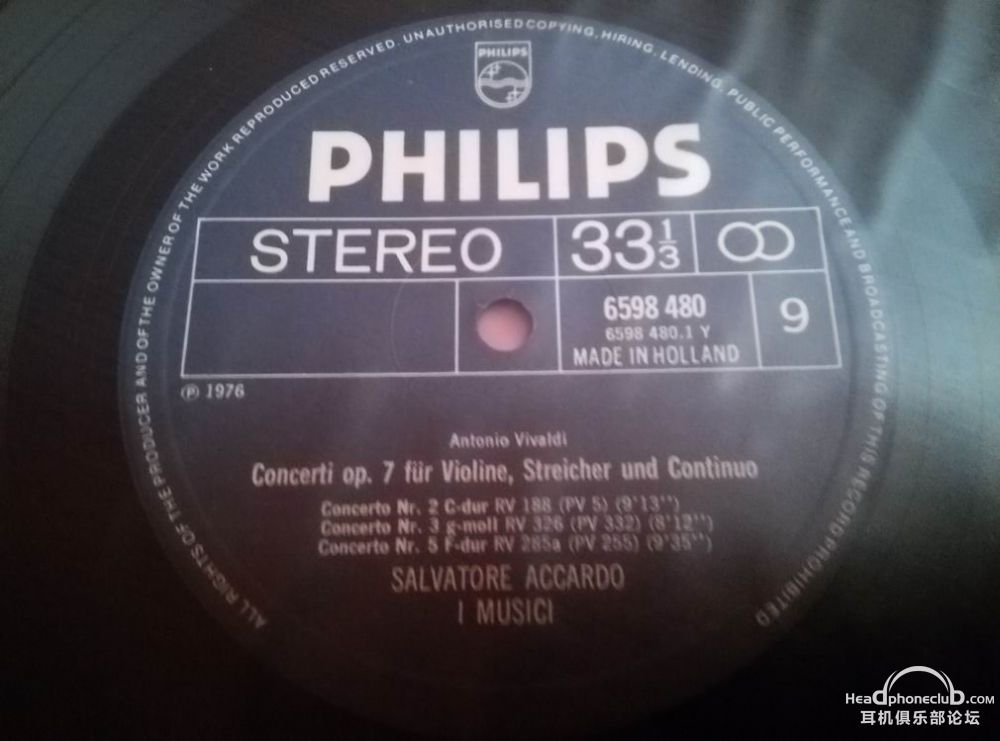 ALL RIGHTS OF THE PRODUCER AND OF THE OWNER OF THE WORK REPRODUCED RESERVED. UNAUTHORISED COPYING, HIRING, LENDING, PUBLIC PERFORMANCE AND BROADCASTING OF THIS RECORD PROHIBITED
PHILIPS
PHILIPS
STEREO 33 1/3
6598 480 9
6598 480.1 Y
MADE IN HOLLAND
℗ 1976
Antonio Vivaldi
Concerti op. 7 für Violine, Streicher und Continuo
Concerto Nr. 2 C-dur RV 188 (PV 5) (9'13'')
Concerto Nr. 3 g-moll RV 326 (PV 332) (8'12'')
Concerto Nr. 5 F-dur RV 285a (PV 255) (9'35'')
SALVATORE ACCARDO
I MUSICI
Headphoneclub.com
耳机俱乐部论坛